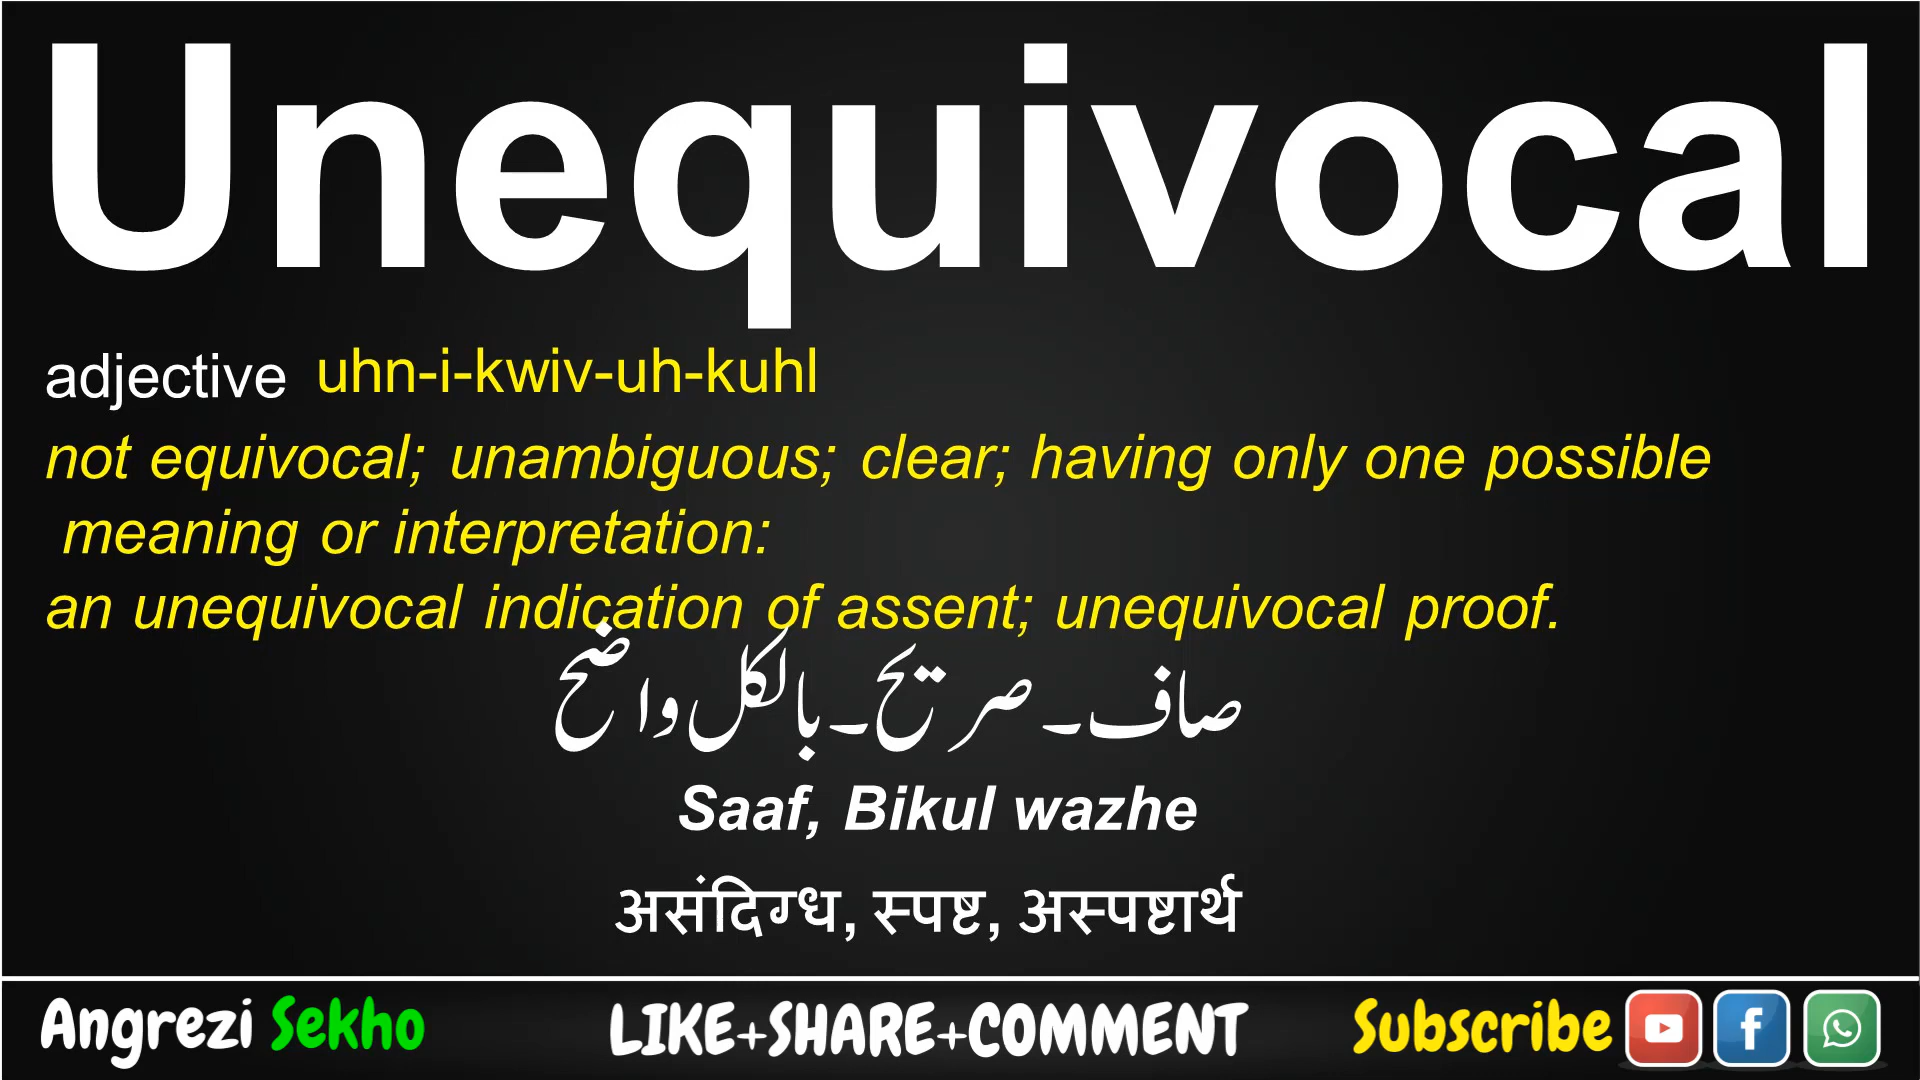 Unequivocal
adjective uhn-i-kwiv-uh-kuhl
not equivocal; unambiguous; clear; having only one possible
meaning or interpretation:
an unequivocal indication of assent; unequivocal proof.
صاف۔ صریح۔ بالکل واضح
Saaf, Bikul wazhe
असंदिग्ध, स्पष्ट, अस्पष्टार्थ
Angrezi Sekho LIKE+SHARE+COMMENT Subscribe